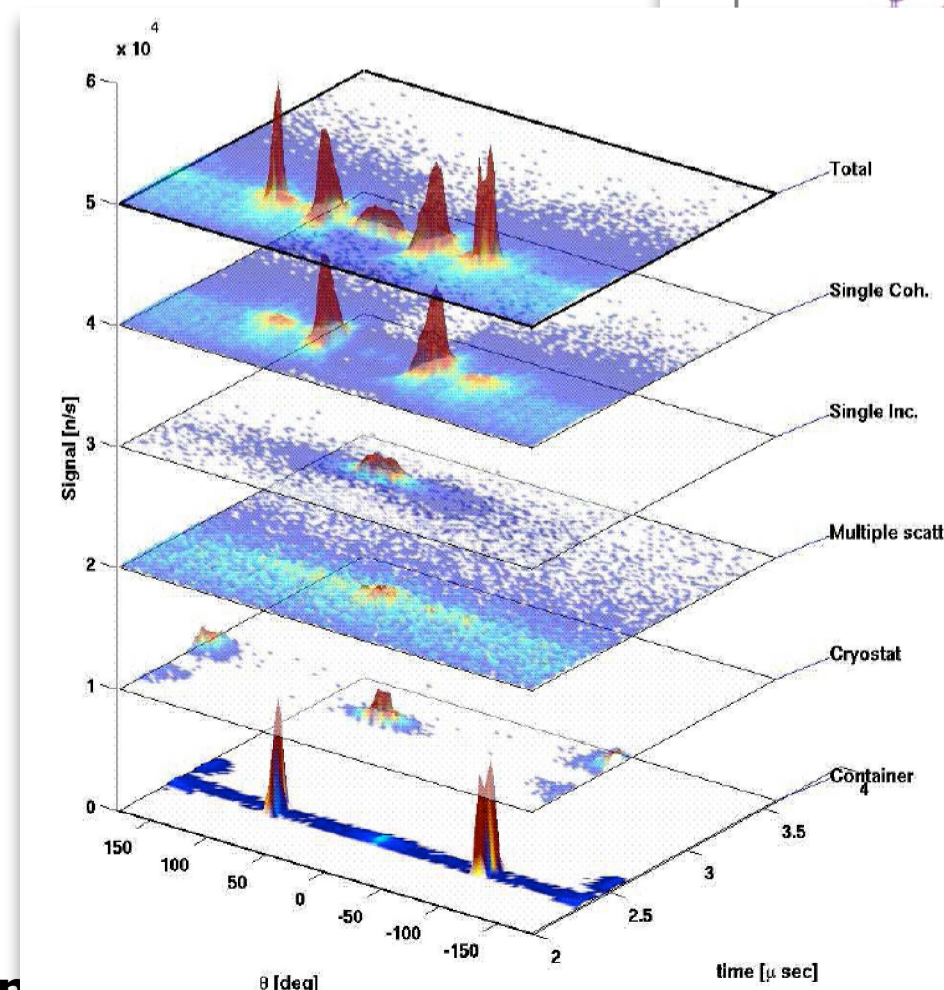 x 10
4
6
5
4
3
2
1
0
Signal [n/s]
Total
Single Coh.
Single Inc.
Multiple scatt
Cryostat
Container
150
100
50
0
-50
-100
-150
θ [deg]
2
2.5
3
3.5
4
time [μ sec]